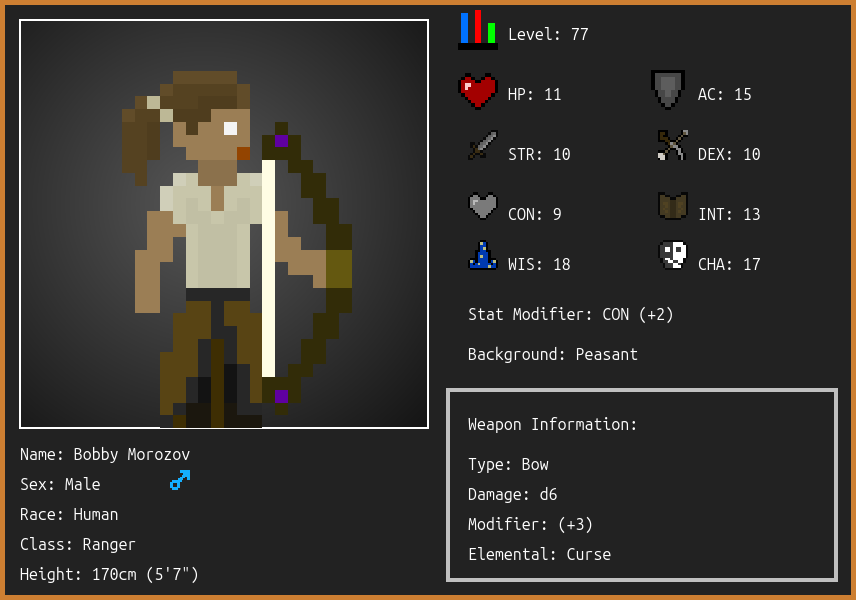 Level: 77
HP: 11
AC: 15
STR: 10
DEX: 10
CON: 9
INT: 13
WIS: 18
CHA: 17
Stat Modifier: CON (+2)
Background: Peasant
Weapon Information:
Type: Bow
Damage: d6
Modifier: (+3)
Elemental: Curse
Name: Bobby Morozov
Sex: Male
Race: Human
Class: Ranger
Height: 170cm (5'7")